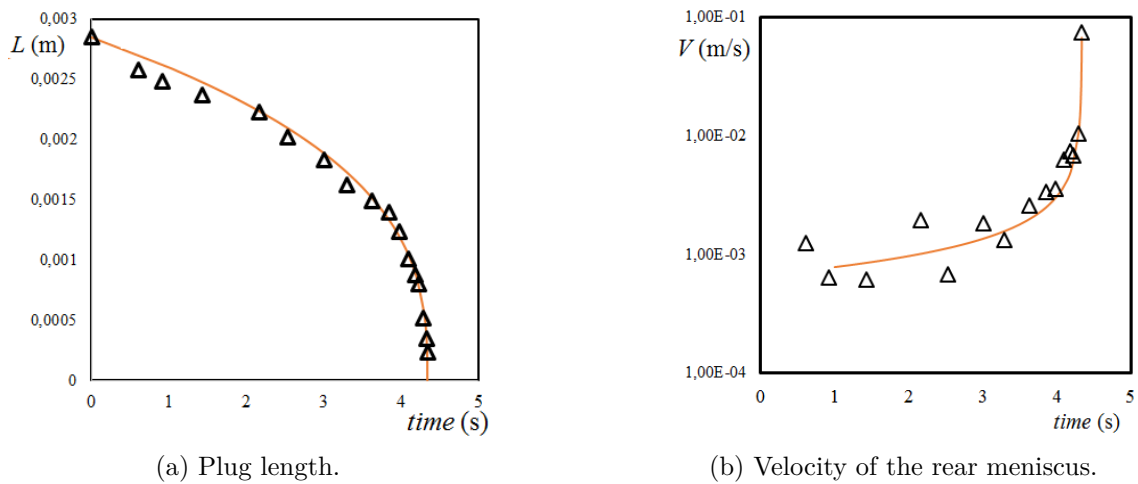 0,003
L (m)
0,0025
0,002
0,0015
0,001
0,0005
0
0 1 2 3 4 5
time (s)
(a) Plug length.
1,00E-01
V (m/s)
1,00E-02
1,00E-03
1,00E-04
0 1 2 3 4 5
time (s)
(b) Velocity of the rear meniscus.